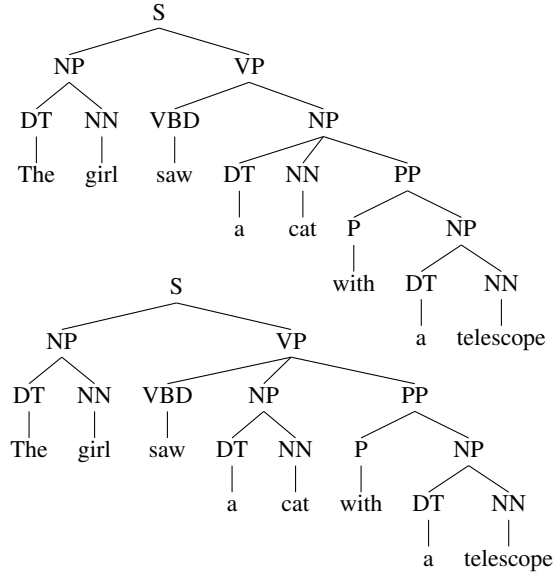 S
NP VP
DT NN VBD NP
The girl saw DT NN PP
a cat P NP
with DT NN
a telescope
S
NP VP
DT NN VBD NP PP
The girl saw DT NN P NP
a cat with DT NN
a telescope